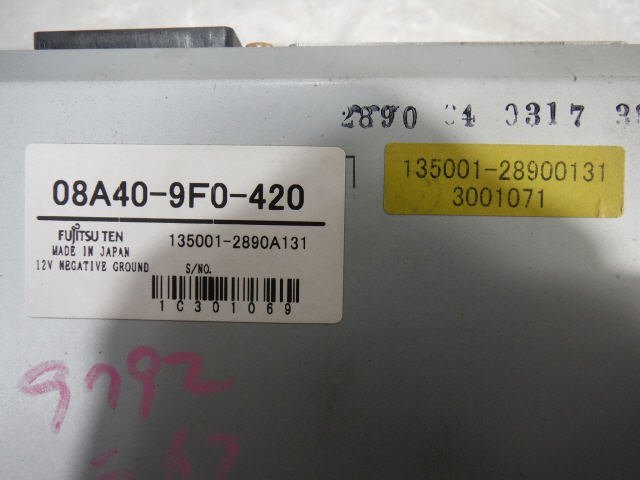 2890 04 0317
135001-28900131
3001071
08A40-9F0-420
FUJITSU TEN
135001-2890A131
MADE IN JAPAN
12V NEGATIVE GROUND
S/NO.
1C301069
9792